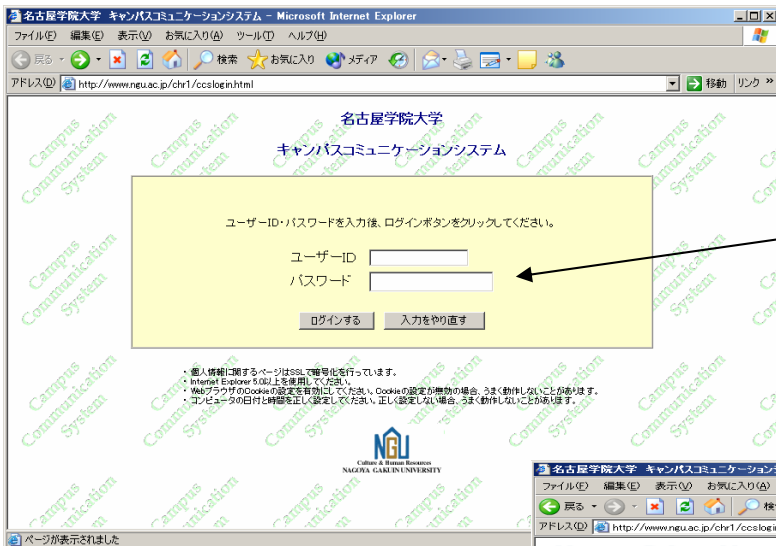 名古屋学院大学 キャンパスコミュニケーションシステム - Microsoft Internet Explorer
ファイル(F) 編集(E) 表示(V) お気に入り(A) ツール(T) ヘルプ(H)
戻る 検索 お気に入り メディア
アドレス(D) http://www.ngu.ac.jp/chr1/ccslogin.html 移動 リンク »
名古屋学院大学
キャンパスコミュニケーションシステム
Campus Communication System
ユーザーID・パスワードを入力後、ログインボタンをクリックしてください。
ユーザーID
パスワード
ログインする 入力をやり直す
・個人情報に関するページはSSLで暗号化を行っています。
・Internet Explorer 5.0以上を使用してください。
・WebブラウザのCookieの設定を有効にしてください。Cookieの設定が無効の場合、うまく動作しないことがあります。
・コンピュータの日付と時間を正しく設定してください。正しく設定しない場合、うまく動作しないことがあります。
NGU
Culture & Human Resources
NAGOYA GAKUIN UNIVERSITY
ページが表示されました
名古屋学院大学 キャンパスコミュニケーション
ファイル(F) 編集(E) 表示(V) お気に入り(A)
戻る
アドレス(D) http://www.ngu.ac.jp/chr1/ccslogin